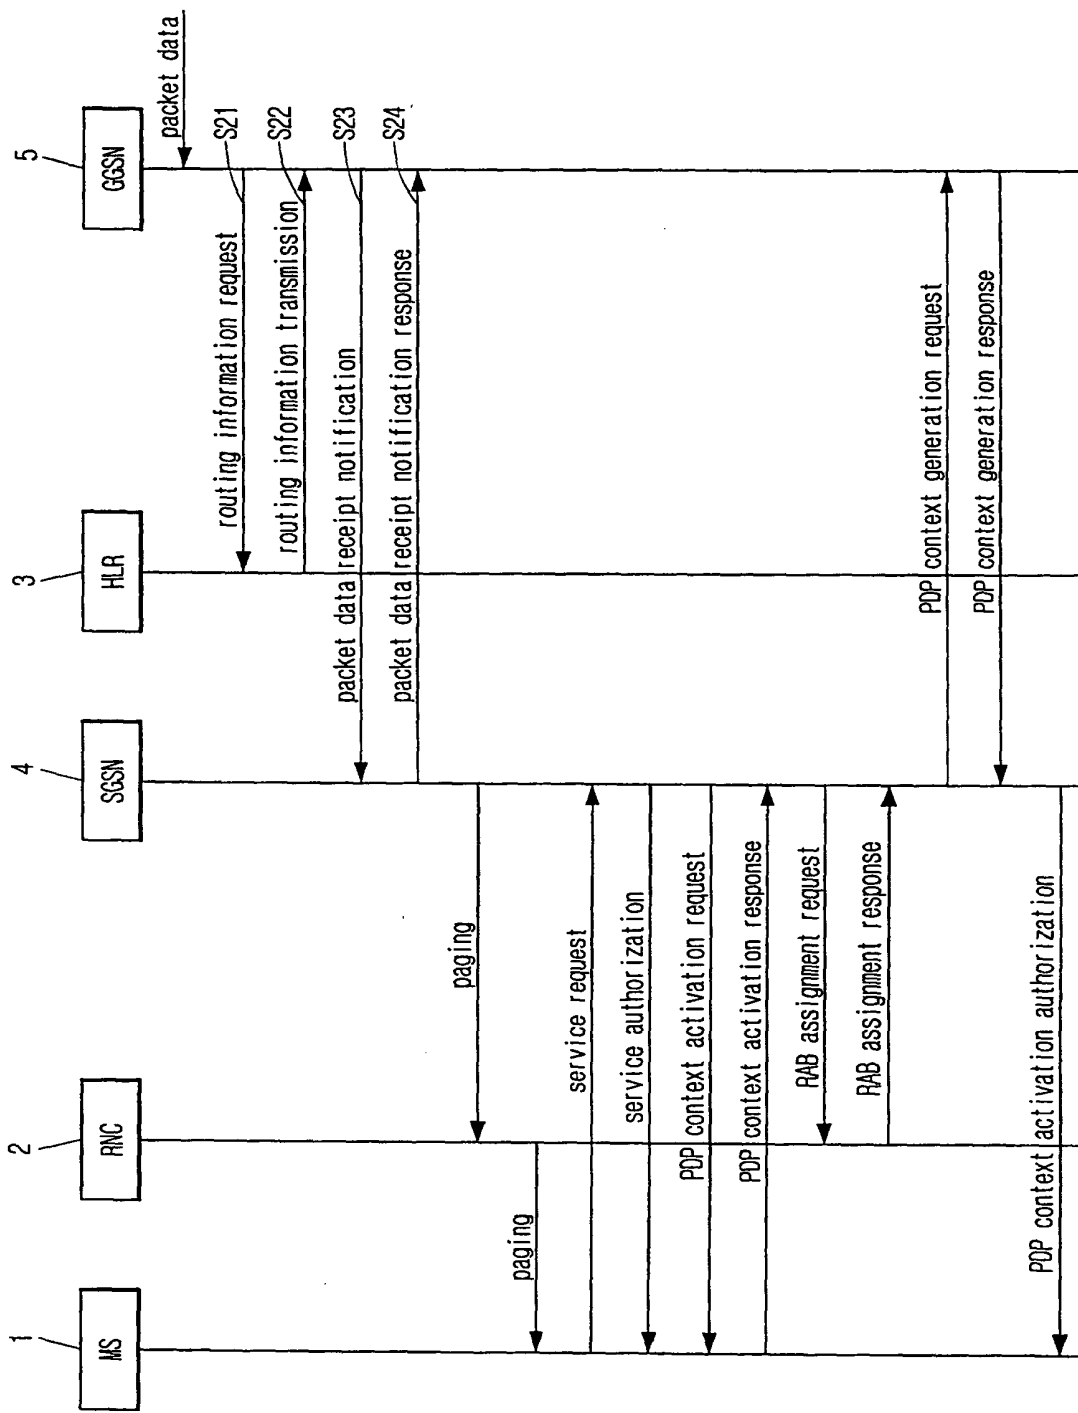 1
MS
2
RNC
4
SGSN
3
HLR
5
GGSN
packet data
routing information request
S21
routing information transmission
S22
packet data receipt notification
S23
packet data receipt notification response
S24
paging
paging
service request
service authorization
PDP context activation request
PDP context activation response
RAB assignment request
RAB assignment response
PDP context generation request
PDP context generation response
PDP context activation authorization